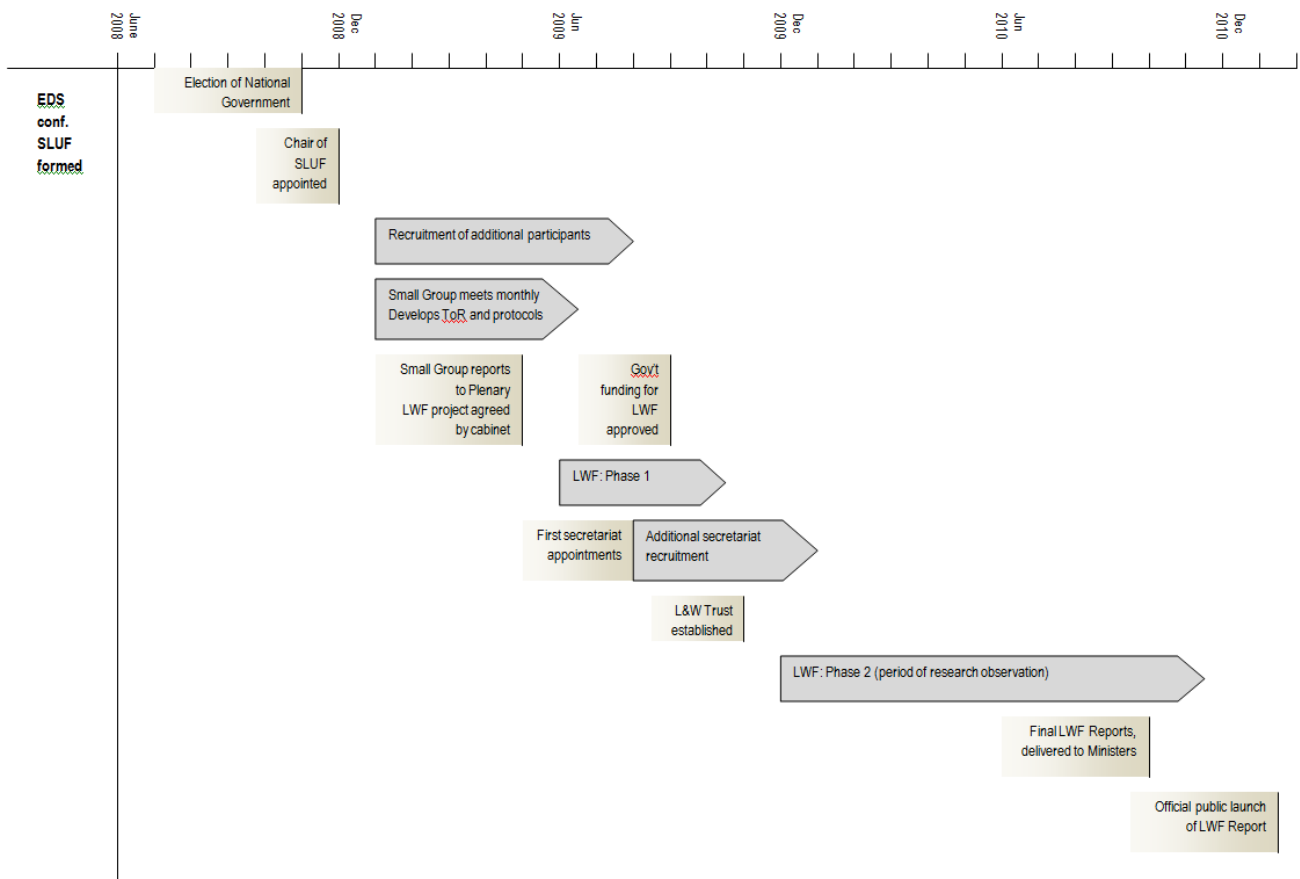 June
2008
Dec
2008
Jun
2009
Dec
2009
Jun
2010
Dec
2010
EDS
conf.
SLUF
formed
Election of National
Government
Chair of
SLUF
appointed
Recruitment of additional participants
Small Group meets monthly
Develops ToR and protocols
Small Group reports
to Plenary
LWF project agreed
by cabinet
Gov't
funding for
LWF
approved
LWF: Phase 1
First secretariat
appointments
Additional secretariat
recruitment
L&W Trust
established
LWF: Phase 2 (period of research observation)
Final LWF Reports,
delivered to Ministers
Official public launch
of LWF Report